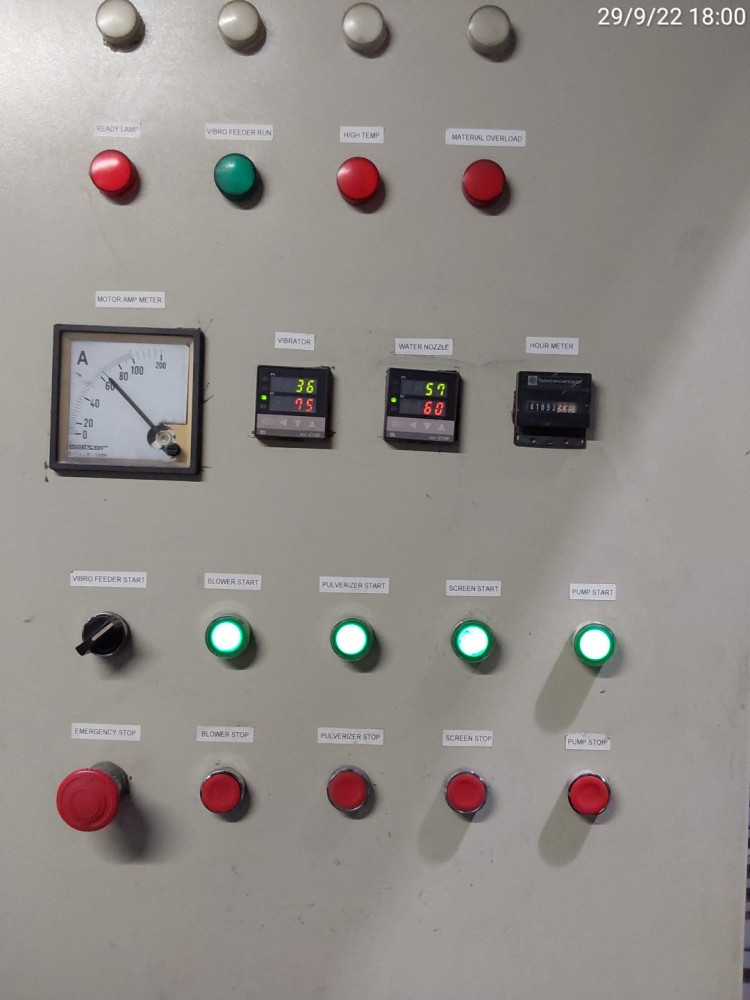 29/9/22 18:00
READY LAMP
VIBRO FEEDER RUN
HIGH TEMP
MATERIAL OVERLOAD
MOTOR AMP METER
VIBRATOR
WATER NOZZLE
HOUR METER
A
0
20
40
60
80
100
200
36
75
57
60
VIBRO FEEDER START
BLOWER START
PULVERIZER START
SCREEN START
PUMP START
EMERGENCY STOP
BLOWER STOP
PULVERIZER STOP
SCREEN STOP
PUMP STOP